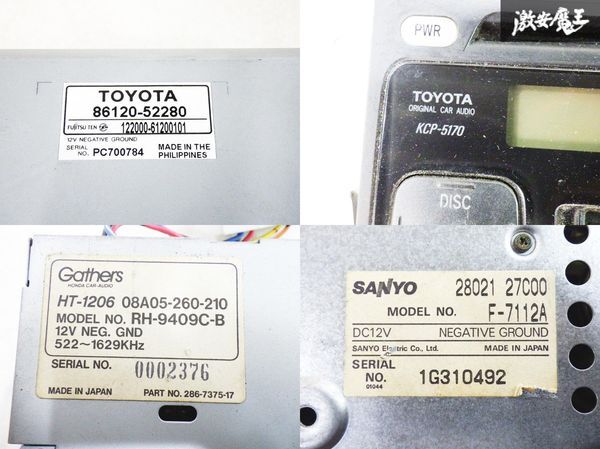 TOYOTA
86120-52280
FUJITSU TEN 122000-61200101
12V NEGATIVE GROUND
SERIAL NO. PC700784
MADE IN THE PHILIPPINES
激安魔王
PWR
TOYOTA
ORIGINAL CAR AUDIO
KCP-5170
DISC
Gathers
HONDA CAR-AUDIO
HT-1206 08A05-260-210
MODEL NO. RH-9409C-B
12V NEG. GND
522~1629KHz
SERIAL NO. 0002376
MADE IN JAPAN PART NO. 286-7375-17
SANYO 28021 27C00
MODEL NO. F-7112A
DC12V NEGATIVE GROUND
SANYO Electric Co., Ltd. MADE IN JAPAN
SERIAL NO. 1G310492
01044